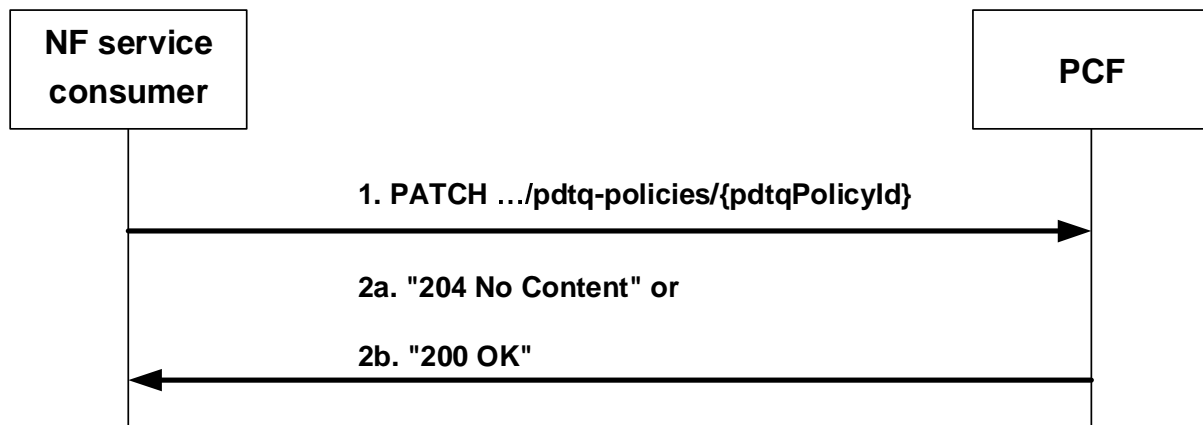 NF service
consumer
PCF
1. PATCH …/pdtq-policies/{pdtqPolicyId}
2a. "204 No Content" or
2b. "200 OK"